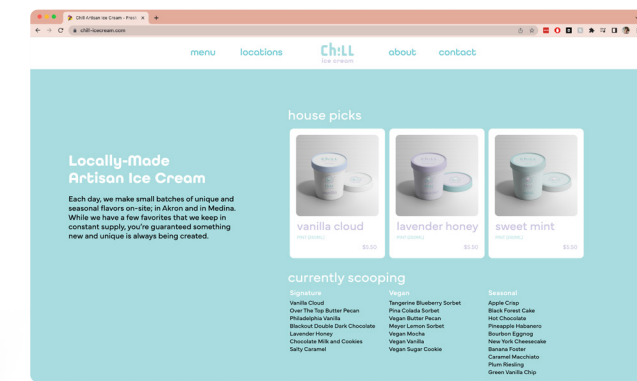 Chill Artisan Ice Cream - Fresh
chill-icecream.com
menu
locations
Ch:LL
ice cream
about
contact
Locally-Made
Artisan Ice Cream
Each day, we make small batches of unique and
seasonal flavors on-site; in Akron and in Medina.
While we have a few favorites that we keep in
constant supply, you're guaranteed something
new and unique is always being created.
house picks
vanilla cloud
PINT (SERIES)
$5.50
lavender honey
$5.50
sweet mint
$5.50
currently scooping
Signature
Vanilla Cloud
Over The Top Butter Pecan
Philadelphia Vanilla
Blackout Double Dark Chocolate
Lavender Honey
Chocolate Milk and Cookies
Salty Caramel
Vegan
Tangerine Blueberry Sorbet
Pina Colada Sorbet
Vegan Butter Pecan
Meyer Lemon Sorbet
Vegan Mocha
Vegan Vanilla
Vegan Sugar Cookie
Seasonal
Apple Crisp
Black Forest Cake
Hot Chocolate
Pineapple Habanero
Bourbon Eggnog
New York Cheesecake
Banana Foster
Caramel Macchiato
Plum Riesling
Green Vanilla Chip